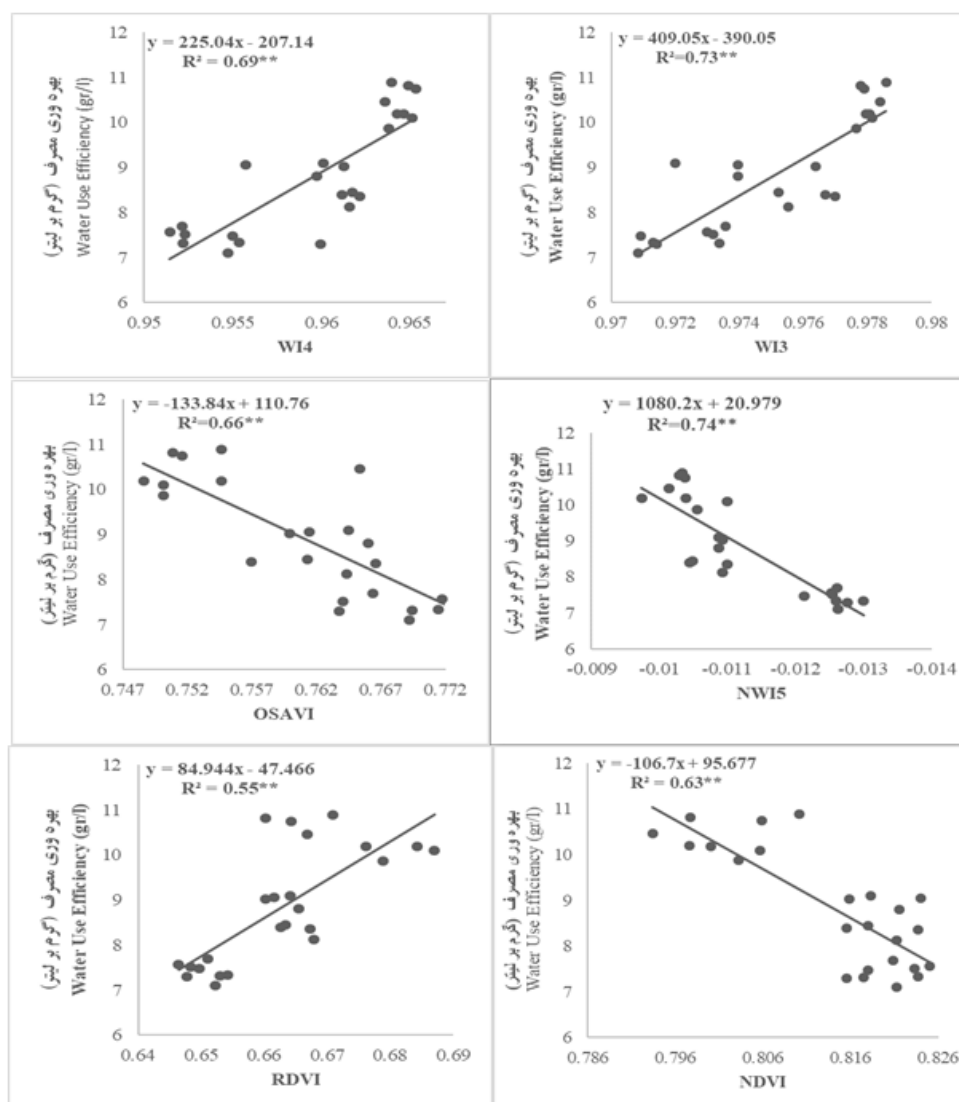 y = 225.04x - 207.14
R² = 0.69**
بهره وری مصرف (گرم بر لیتر)
Water Use Efficiency (gr/l)
12
11
10
9
8
7
6
0.95
0.955
0.96
0.965
WI4
y = 409.05x - 390.05
R²=0.73**
بهره وری مصرف (گرم بر لیتر)
Water Use Efficiency (gr/l)
12
11
10
9
8
7
6
0.97
0.972
0.974
0.976
0.978
0.98
WI3
y = -133.84x + 110.76
R²=0.66**
بهره وری مصرف (گرم بر لیتر)
Water Use Efficiency (gr/l)
12
11
10
9
8
7
6
0.747
0.752
0.757
0.762
0.767
0.772
OSAVI
y = 1080.2x + 20.979
R²=0.74**
بهره وری مصرف (گرم بر لیتر)
Water Use Efficiency (gr/l)
12
11
10
9
8
7
6
-0.009
-0.01
-0.011
-0.012
-0.013
-0.014
NWI5
y = 84.944x - 47.466
R² = 0.55**
بهره وری مصرف (گرم بر لیتر)
Water Use Efficiency (gr/l)
12
11
10
9
8
7
6
0.64
0.65
0.66
0.67
0.68
0.69
RDVI
y = -106.7x + 95.677
R² = 0.63**
بهره وری مصرف (گرم بر لیتر)
Water Use Efficiency (gr/l)
12
11
10
9
8
7
6
0.786
0.796
0.806
0.816
0.826
NDVI